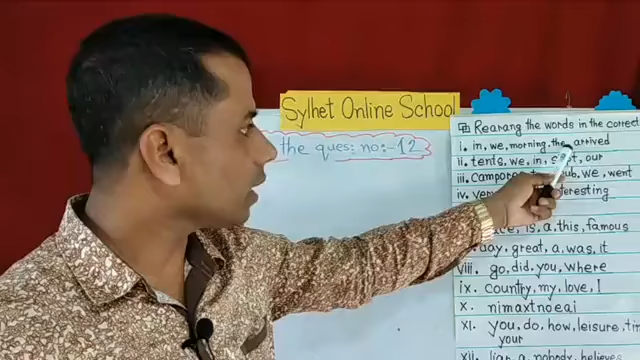 Sylhet Online School
the ques: no:-12
Rearang the words in the correct
i. in, we, morning, the, arrived
ii. tents, we, in, our
iii. we, went
iv.
a, this, famous
day, great, a, was, it
viii. go, did, you, where
ix. country, my, love, I
x. nimaxtnoeai
xi. you, do, how, leisure,
your
xii. liar, a, nobody, believes